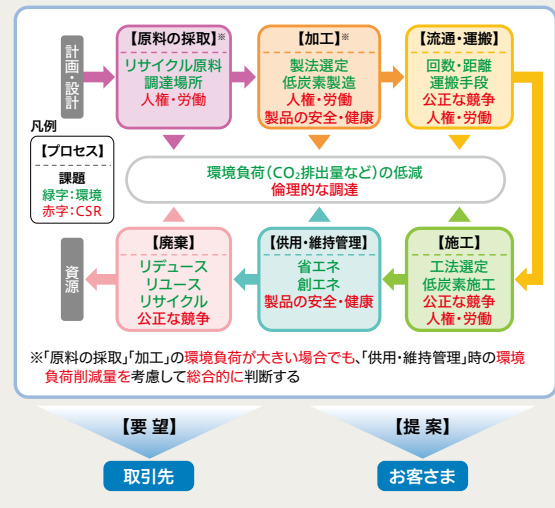 計画・設計
【原料の採取】※
リサイクル原料
調達場所
人権・労働
【加工】※
製法選定
低炭素製造
人権・労働
製品の安全・健康
【流通・運搬】
回数・距離
運搬手段
公正な競争
人権・労働
凡例
【プロセス】
課題
緑字：環境
赤字：CSR
環境負荷（CO₂排出量など）の低減
倫理的な調達
資源
【廃棄】
リデュース
リユース
リサイクル
公正な競争
【供用・維持管理】
省エネ
創エネ
製品の安全・健康
【施工】
工法選定
低炭素施工
公正な競争
人権・労働
※「原料の採取」「加工」の環境負荷が大きい場合でも、「供用・維持管理」時の環境
負荷削減量を考慮して総合的に判断する
【要 望】
【提 案】
取引先
お客さま